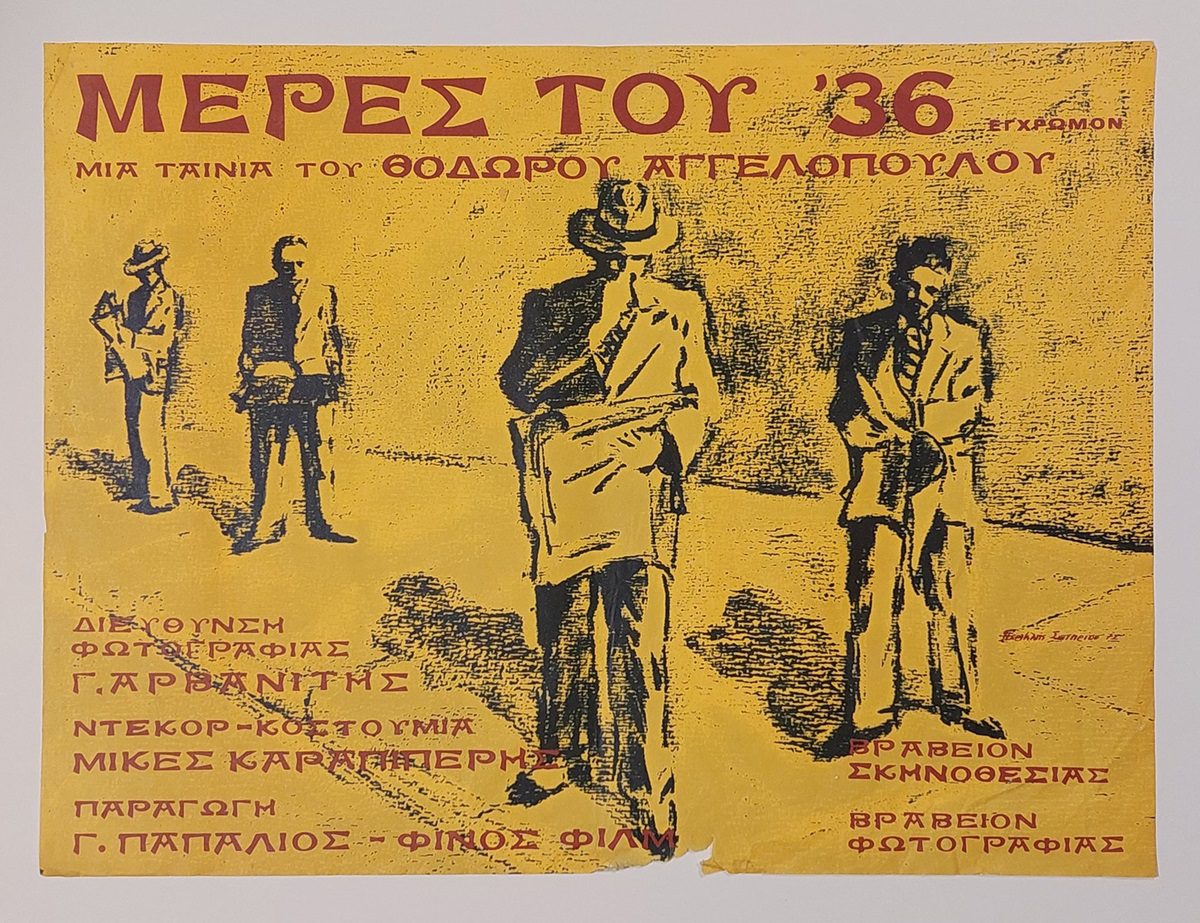 ΜΕΡΕΣ ΤΟΥ '36 ΕΓΧΡΩΜΟΝ
ΜΙΑ ΤΑΙΝΙΑ ΤΟΥ ΘΟΔΩΡΟΥ ΑΓΓΕΛΟΠΟΥΛΟΥ
ΔΙΕΥΘΥΝΣΗ
ΦΩΤΟΓΡΑΦΙΑΣ
Γ. ΑΡΒΑΝΙΤΗΣ
ΝΤΕΚΟΡ-ΚΟΣΤΟΥΜΙΑ
ΜΙΚΕΣ ΚΑΡΑΠΙΠΕΡΗΣ
ΠΑΡΑΓΩΓΗ
Γ. ΠΑΠΑΛΙΟΣ - ΦΙΝΟΣ ΦΙΛΜ
ΒΡΑΒΕΙΟΝ
ΣΚΗΝΟΘΕΣΙΑΣ
ΒΡΑΒΕΙΟΝ
ΦΩΤΟΓΡΑΦΙΑΣ